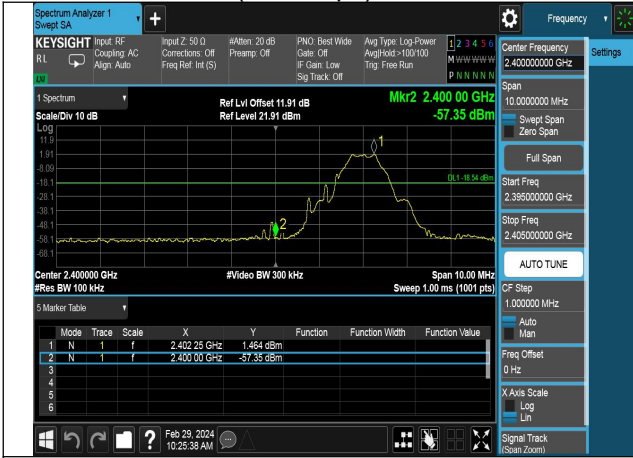 Spectrum Analyzer 1
Swept SA
+
Frequency
KEYSIGHT
RL
Input: RF
Coupling: AC
Align: Auto
Input Z: 50 Ω
Corrections: Off
Freq Ref: Int (S)
#Atten: 20 dB
Preamp: Off
PNO: Best Wide
Gate: Off
IF Gain: Low
Sig Track: Off
Avg Type: Log-Power
Avg|Hold:>100/100
Trig: Free Run
1 2 3 4 5 6
M W W W W W
P N N N N N
LXI
1 Spectrum
Scale/Div 10 dB
Ref Lvl Offset 11.91 dB
Ref Level 21.91 dBm
Mkr2 2.400 00 GHz
-57.35 dBm
Log
11.9
1.91
-8.09
-18.1
-28.1
-38.1
-48.1
-58.1
-68.1
1
DL1 -18.54 dBm
2
Center 2.400000 GHz
#Video BW 300 kHz
Span 10.00 MHz
#Res BW 100 kHz
Sweep 1.00 ms (1001 pts)
5 Marker Table
Mode Trace Scale X Y Function Function Width Function Value
1 N 1 f 2.402 25 GHz 1.464 dBm
2 N 1 f 2.400 00 GHz -57.35 dBm
3
4
5
6
Feb 29, 2024
10:25:38 AM
Center Frequency
2.400000000 GHz
Settings
Span
10.0000000 MHz
Swept Span
Zero Span
Full Span
Start Freq
2.395000000 GHz
Stop Freq
2.405000000 GHz
AUTO TUNE
CF Step
1.000000 MHz
Auto
Man
Freq Offset
0 Hz
X Axis Scale
Log
Lin
Signal Track
(Span Zoom)